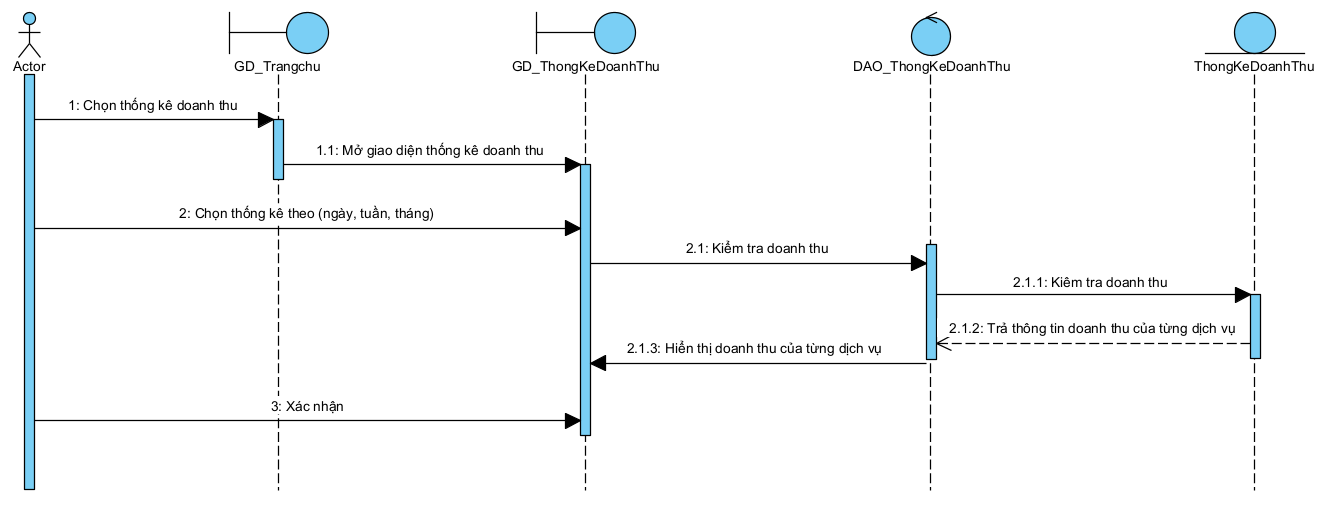 Actor
GD_Trangchu
GD_ThongKeDoanhThu
DAO_ThongKeDoanhThu
ThongKeDoanhThu
1: Chọn thống kê doanh thu
1.1: Mở giao diện thống kê doanh thu
2: Chọn thống kê theo (ngày, tuần, tháng)
2.1: Kiểm tra doanh thu
2.1.1: Kiêm tra doanh thu
2.1.2: Trả thông tin doanh thu của từng dịch vụ
2.1.3: Hiển thị doanh thu của từng dịch vụ
3: Xác nhận